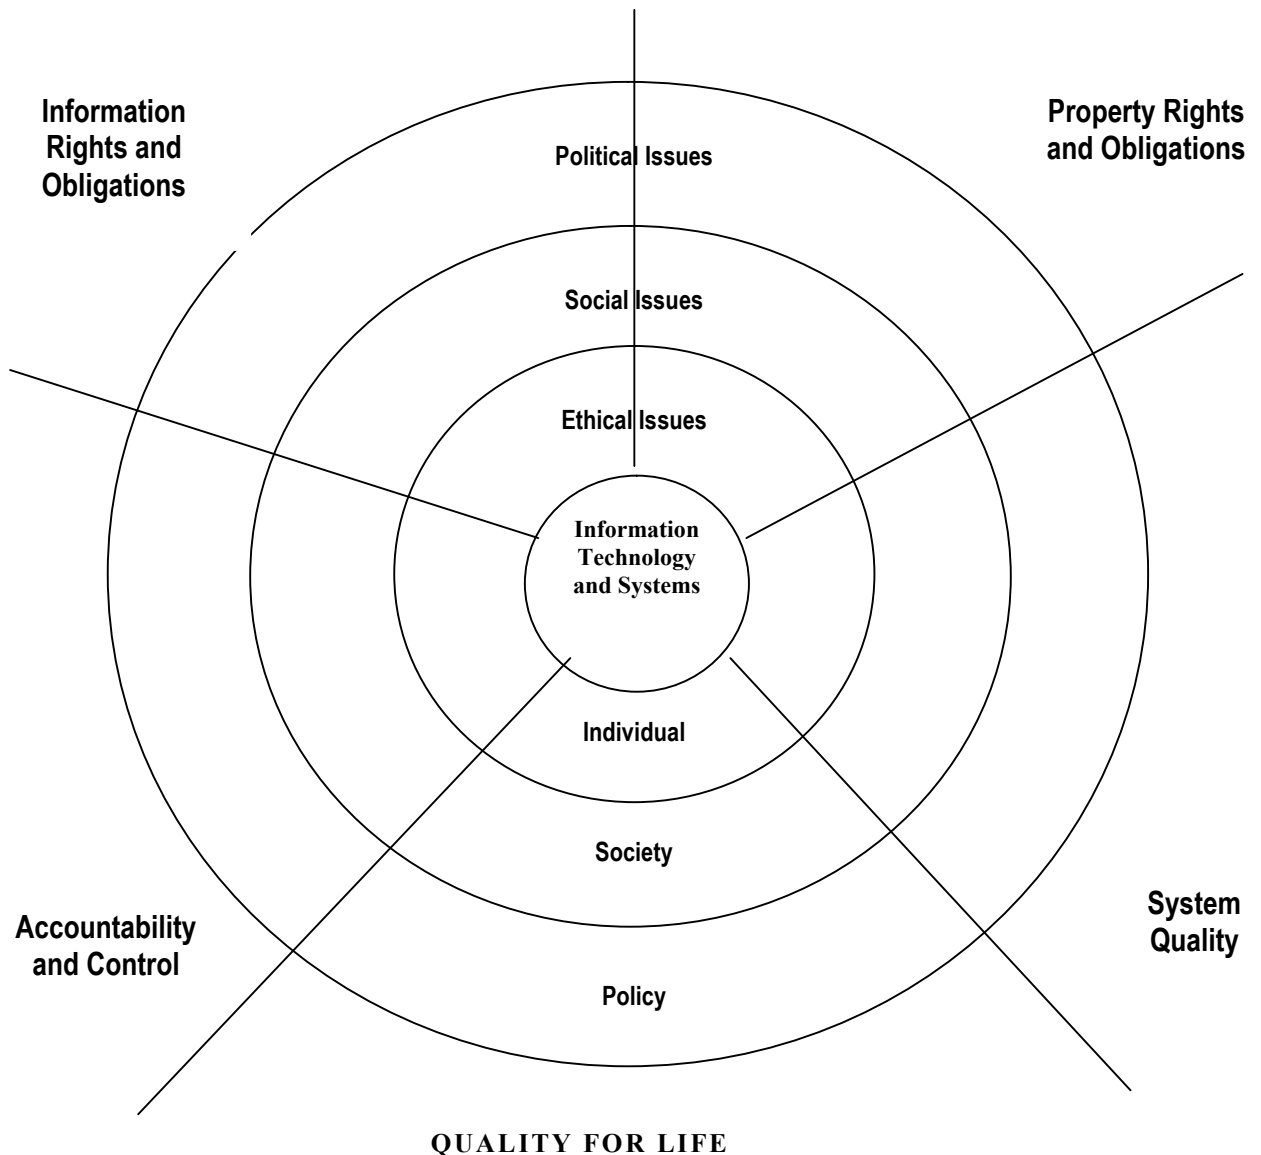 Information
Rights and
Obligations
Property Rights
and Obligations
Political Issues
Social Issues
Ethical Issues
Information
Technology
and Systems
Individual
Society
Policy
Accountability
and Control
System
Quality
QUALITY FOR LIFE